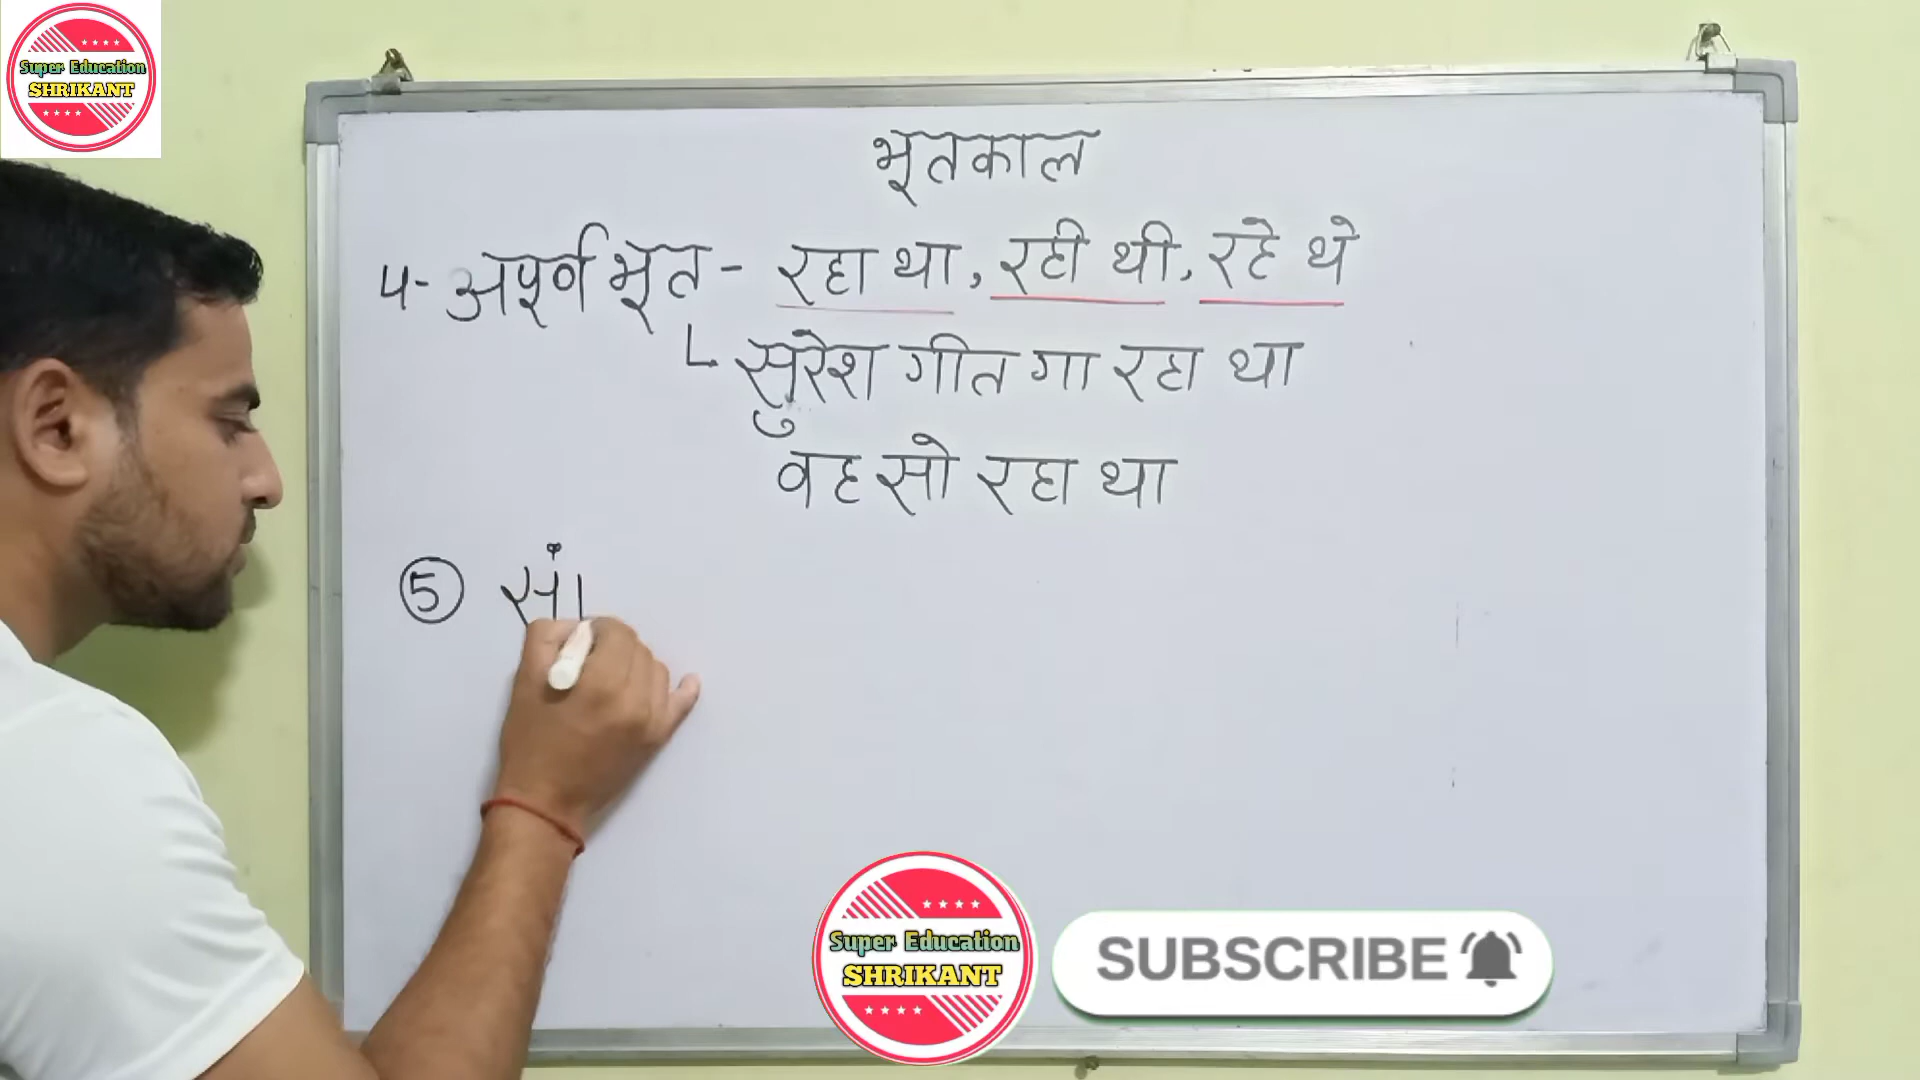 Super Education
SHRIKANT
भूतकाल
4- अपूर्ण भूत - रहा था, रही थी, रहे थे
सुरेश गीत गा रहा था
वह सो रहा था
5 सं
Super Education
SHRIKANT
SUBSCRIBE